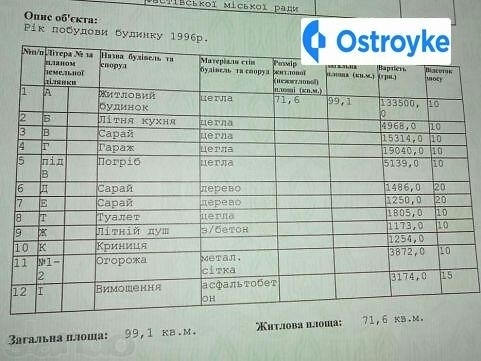 астівської міської ради
Ostroyke
Опис об'єкта:
Рік побудови будинку 1996р.
№п/п Літера № за планом земельної ділянки Назва будівель та споруд Матеріали стін будівель та споруд Розмір житлової (нежитлової) площі (кв.м.) Загальна площа (кв.м.) Вартість (грн.) Відсоток зносу
1 А Житловий будинок цегла 71,6 99,1 133500,0 10
2 Б Літня кухня цегла 4968,0 10
3 В Сарай цегла 15314,0 10
4 Г Гараж цегла 19040,0 10
5 під В Погріб цегла 5139,0 10
6 Д Сарай дерево 1486,0 20
7 Е Сарай дерево 1250,0 20
8 Т Туалет цегла 1805,0 10
9 Ж Літній душ з/бетон 1173,0 10
10 К Криниця 1254,0
11 №1-2 Огорожа метал. сітка 3872,0 10
12 І Вимощення асфальтобетон 3174,0 15
Загальна площа: 99,1 кв.м. Житлова площа: 71,6 кв.м.